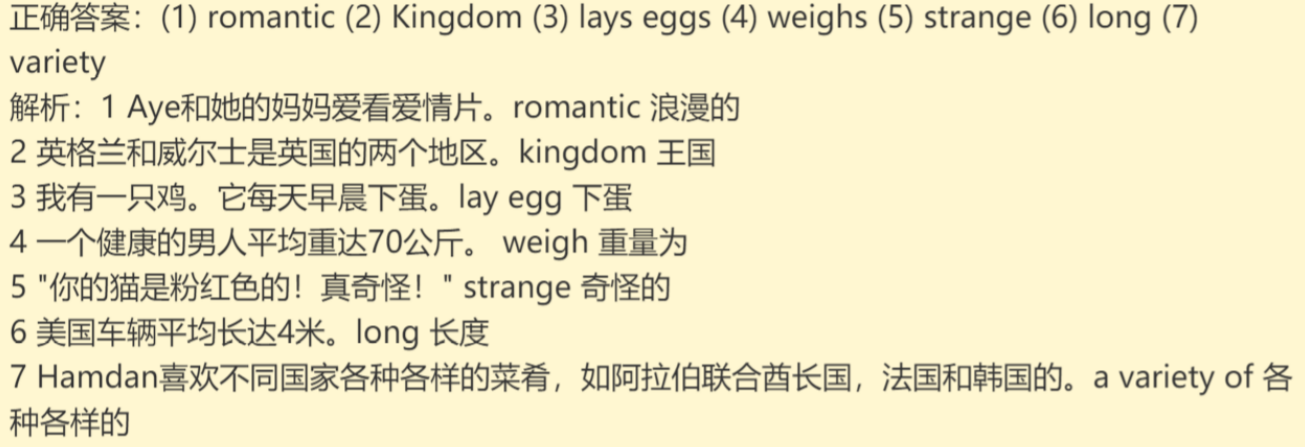 正确答案：(1) romantic (2) Kingdom (3) lays eggs (4) weighs (5) strange (6) long (7)
variety
解析：1 Aye和她的妈妈爱看爱情片。romantic 浪漫的
2 英格兰和威尔士是英国的两个地区。kingdom 王国
3 我有一只鸡。它每天早晨下蛋。lay egg 下蛋
4 一个健康的男人平均重达70公斤。 weigh 重量为
5 "你的猫是粉红色的！真奇怪！" strange 奇怪的
6 美国车辆平均长达4米。long 长度
7 Hamdan喜欢不同国家各种各样的菜肴，如阿拉伯联合酋长国，法国和韩国的。a variety of 各
种各样的